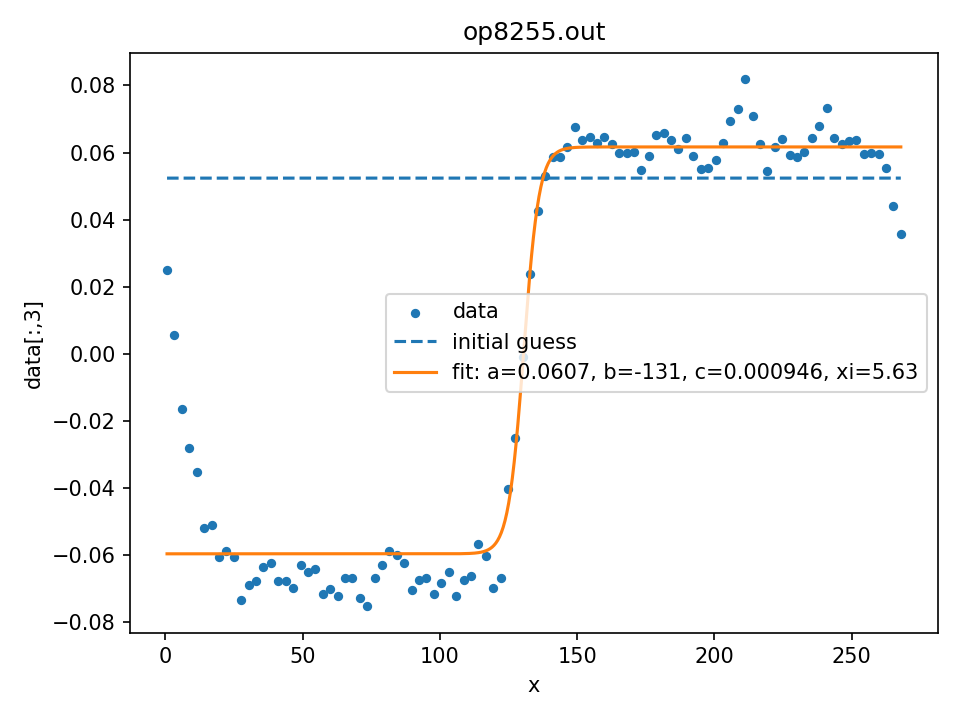 op8255.out
data[:,3]
0.08
0.06
0.04
0.02
0.00
−0.02
−0.04
−0.06
−0.08
data
initial guess
fit: a=0.0607, b=-131, c=0.000946, xi=5.63
0 50 100 150 200 250
x